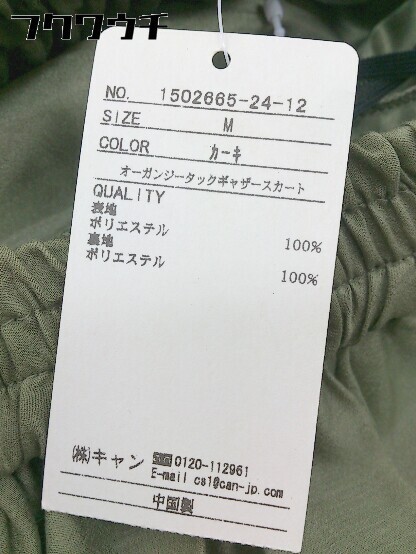 フクワウチ
NO. 1502665-24-12
SIZE M
COLOR カーキ
オーガンジータックギャザースカート
QUALITY
表地
ポリエステル 100%
裏地
ポリエステル 100%
(株)キャン 0120-112961
E-mail cs1@can-jp.com
中国製